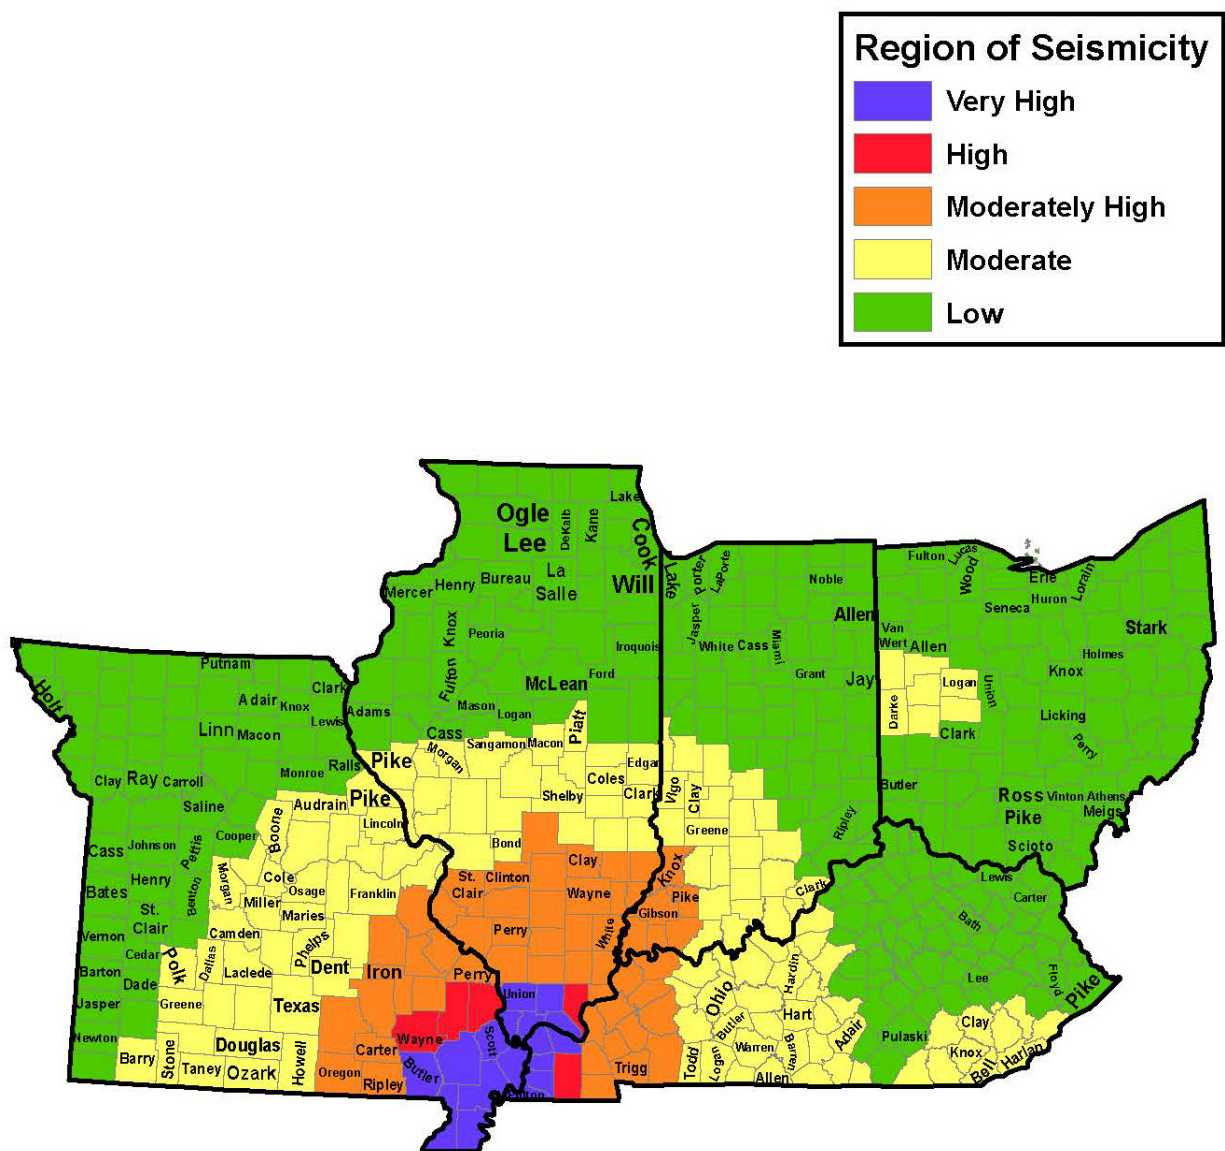 Region of Seismicity
Very High
High
Moderately High
Moderate
Low
Lake
Ogle
DeKalb
Kane
Cook
Lee
La
Salle
Bureau
Henry
Mercer
Will
Knox
Peoria
Iroquois
Fulton
McLean
Ford
Mason
Logan
Adams
Cass
Piatt
Pike
Morgan
Sangamon
Macon
Edgar
Coles
Clark
Shelby
Bond
Clay
St.
Clair
Clinton
Wayne
Perry
White
Union
Lake
Porter
LaPorte
Noble
Allen
Jasper
White
Cass
Miami
Grant
Jay
Vigo
Clay
Greene
Ripley
Knox
Pike
Gibson
Clark
Fulton
Lucas
Wood
Erie
Lorain
Huron
Seneca
Stark
Van
Wert
Allen
Holmes
Knox
Logan
Union
Darke
Licking
Clark
Perry
Butler
Ross
Vinton
Athens
Pike
Meigs
Scioto
Putnam
Holt
Adair
Knox
Clark
Lewis
Linn
Macon
Monroe
Ralls
Clay
Ray
Carroll
Saline
Audrain
Pike
Lincoln
Boone
Cooper
Cass
Johnson
Pettis
Henry
Benton
Morgan
Cole
Osage
Miller
Franklin
Maries
Bates
St.
Clair
Camden
Phelps
Vernon
Cedar
Polk
Dallas
Laclede
Dent
Iron
Perry
Barton
Dade
Jasper
Greene
Texas
Newton
Wayne
Scott
Barry
Stone
Douglas
Howell
Carter
Butler
Taney
Ozark
Oregon
Ripley
Lewis
Carter
Bath
Lee
Floyd
Pike
Hardin
Ohio
Hart
Butler
Adair
Pulaski
Clay
Warren
Barren
Knox
Harlan
Bell
Todd
Logan
Allen
Trigg